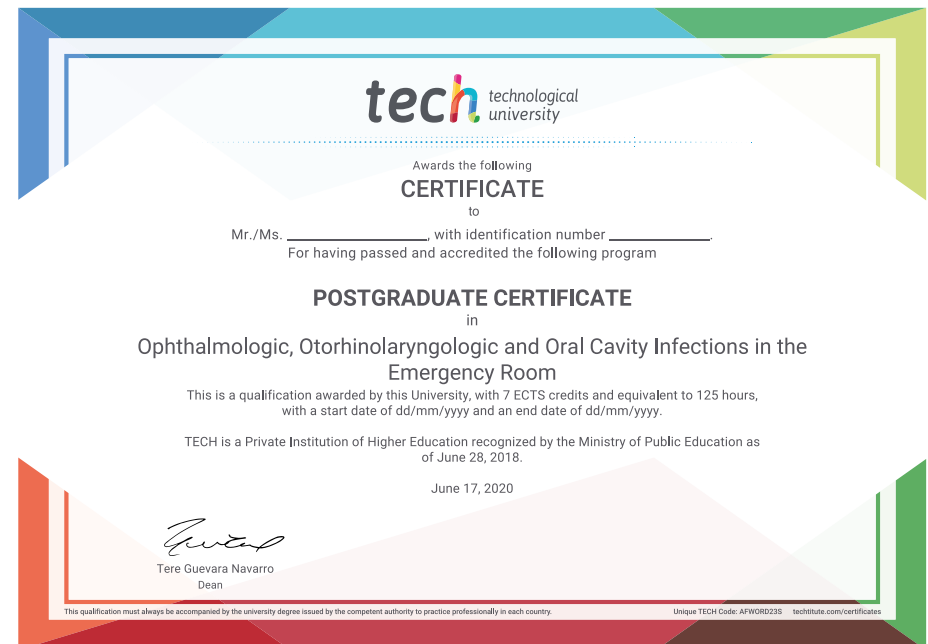 tech technological
university
Awards the following
CERTIFICATE
to
Mr./Ms. ____________________, with identification number ______________.
For having passed and accredited the following program
POSTGRADUATE CERTIFICATE
in
Ophthalmologic, Otorhinolaryngologic and Oral Cavity Infections in the
Emergency Room
This is a qualification awarded by this University, with 7 ECTS credits and equivalent to 125 hours,
with a start date of dd/mm/yyyy and an end date of dd/mm/yyyy.
TECH is a Private Institution of Higher Education recognized by the Ministry of Public Education as
of June 28, 2018.
June 17, 2020
Tere Guevara Navarro
Dean
This qualification must always be accompanied by the university degree issued by the competent authority to practice professionally in each country.
Unique TECH Code: AFWORD23S techtitute.com/certificates